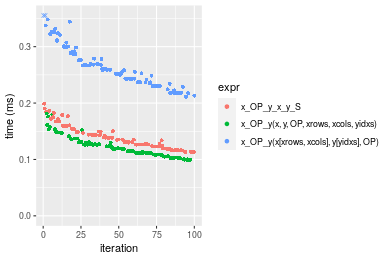 0.3
0.2
0.1
0.0
time (ms)
0
25
50
75
100
iteration
expr
x_OP_y_x_y_S
x_OP_y(x, y, OP, xrows, xcols, yidxs)
x_OP_y(x[xrows, xcols], y[yidxs], OP)